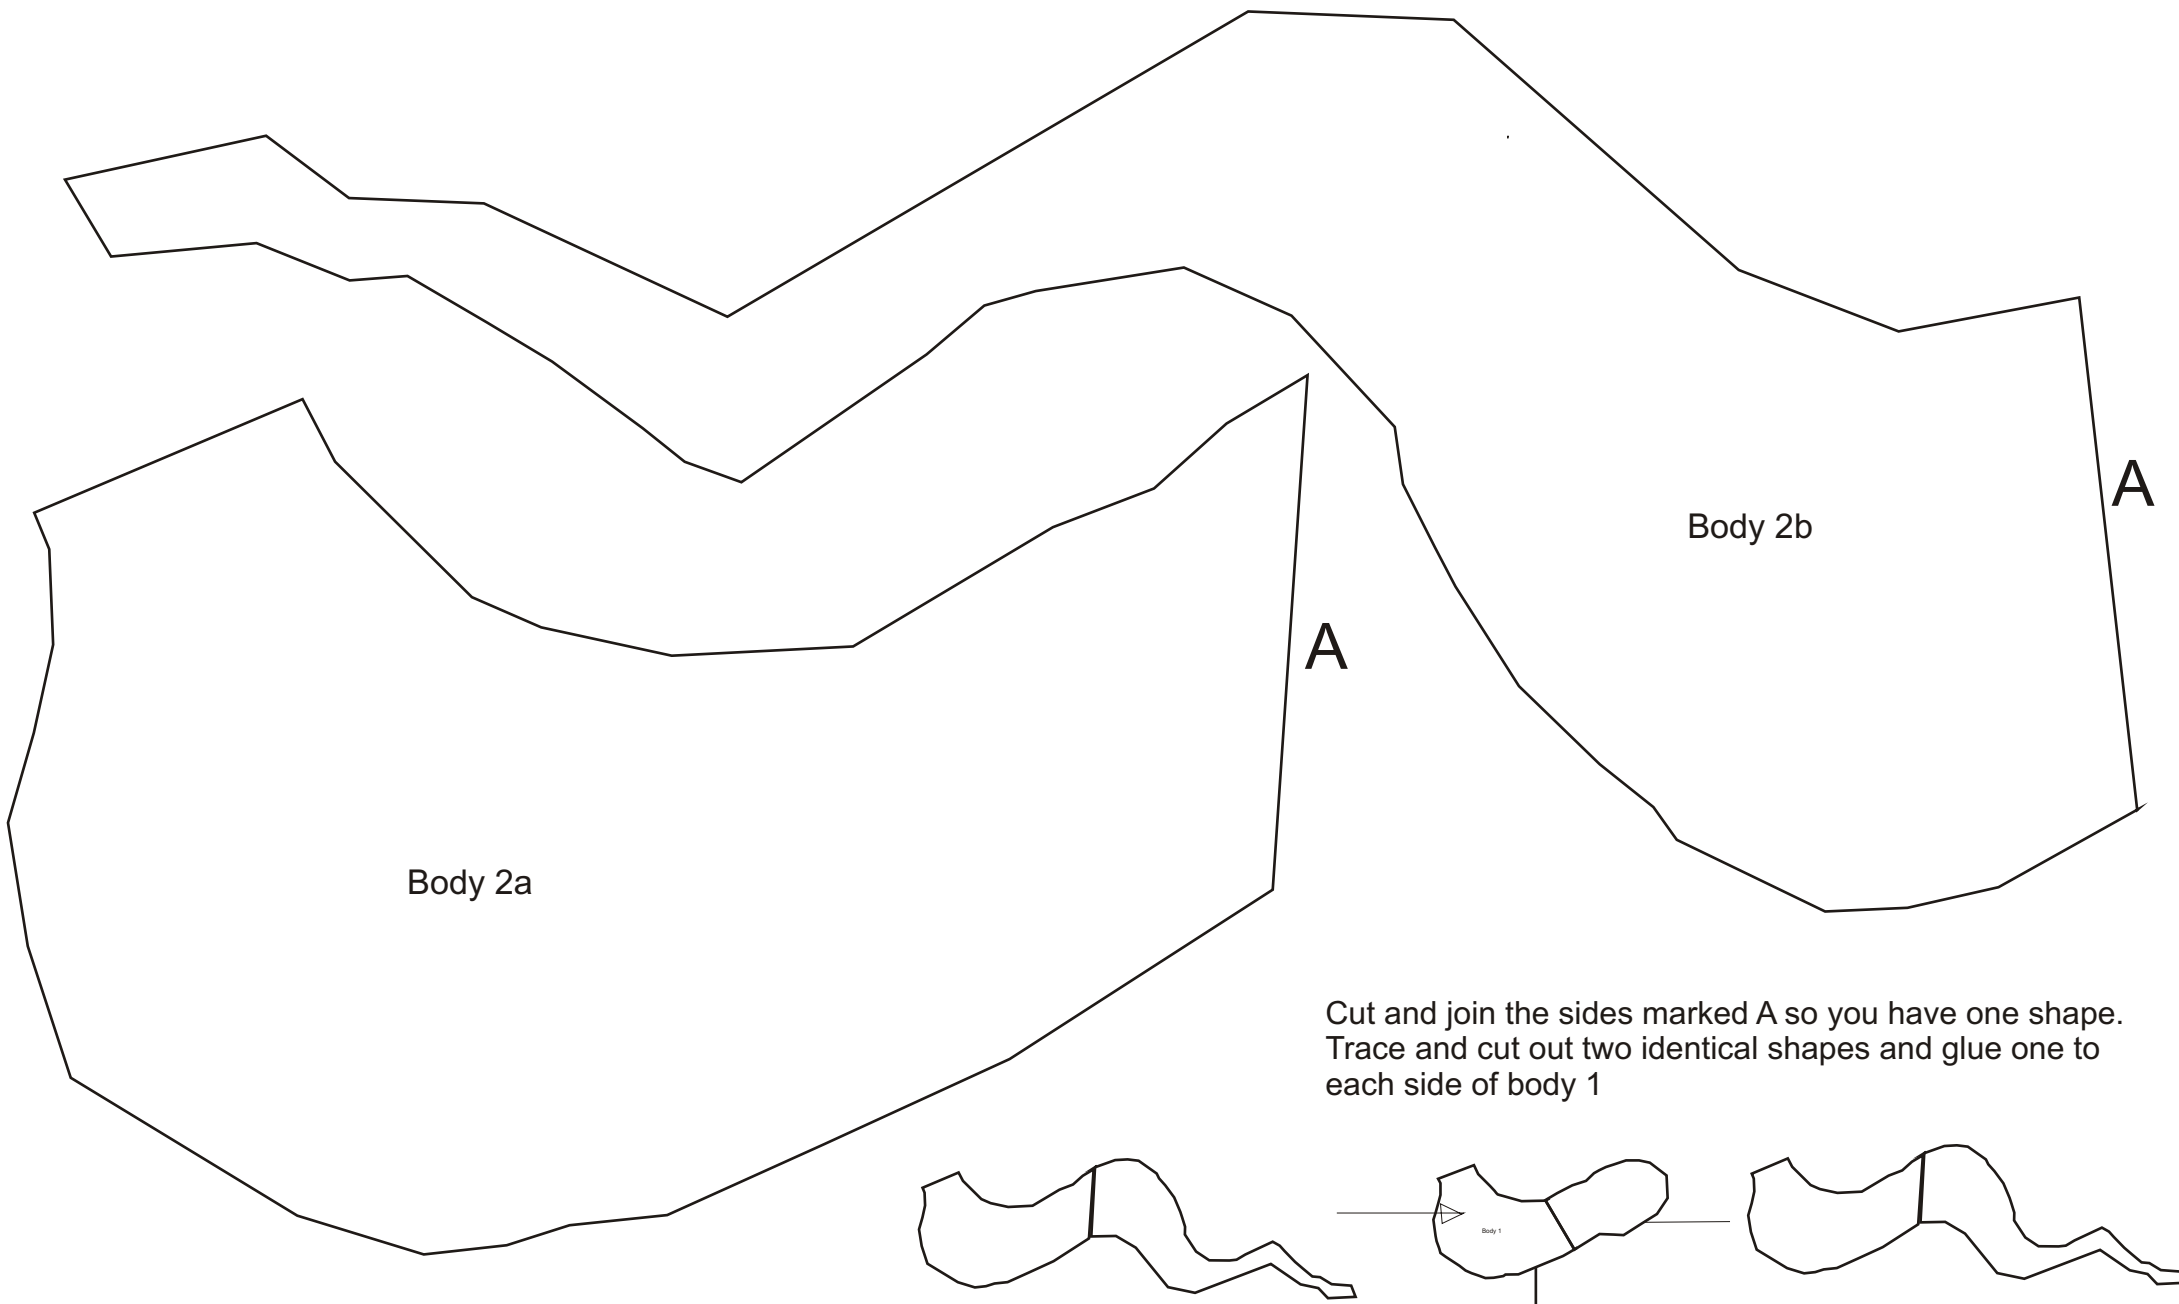 A
Body 2b
A
Body 2a
Cut and join the sides marked A so you have one shape.
Trace and cut out two identical shapes and glue one to
each side of body 1
Body 1